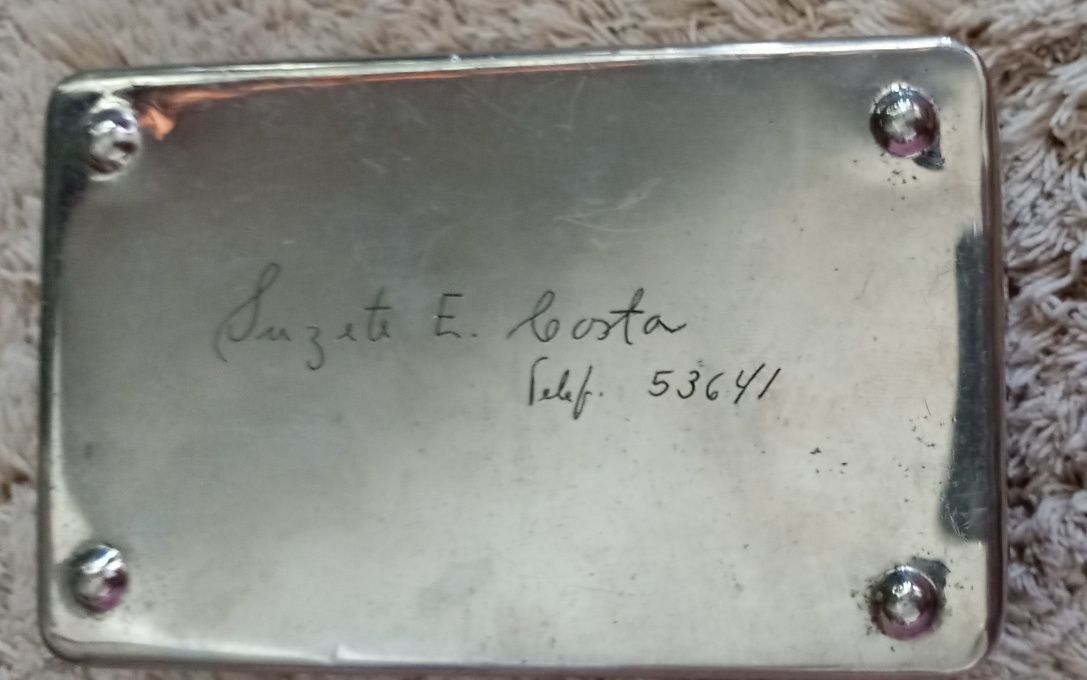 Suzete E. Costa
Telef. 53641